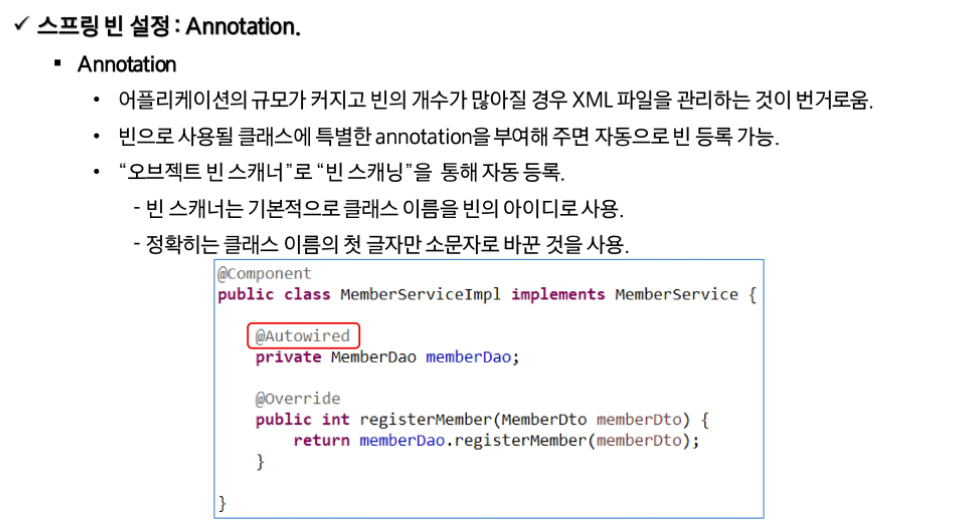 ✓ 스프링 빈 설정 : Annotation.
▪ Annotation
• 어플리케이션의 규모가 커지고 빈의 개수가 많아질 경우 XML 파일을 관리하는 것이 번거로움.
• 빈으로 사용될 클래스에 특별한 annotation을 부여해 주면 자동으로 빈 등록 가능.
• “오브젝트 빈 스캐너”로 “빈 스캐닝”을 통해 자동 등록.
- 빈 스캐너는 기본적으로 클래스 이름을 빈의 아이디로 사용.
- 정확히는 클래스 이름의 첫 글자만 소문자로 바꾼 것을 사용.
@Component
public class MemberServiceImpl implements MemberService {
@Autowired
private MemberDao memberDao;
@Override
public int registerMember(MemberDto memberDto) {
return memberDao.registerMember(memberDto);
}
}